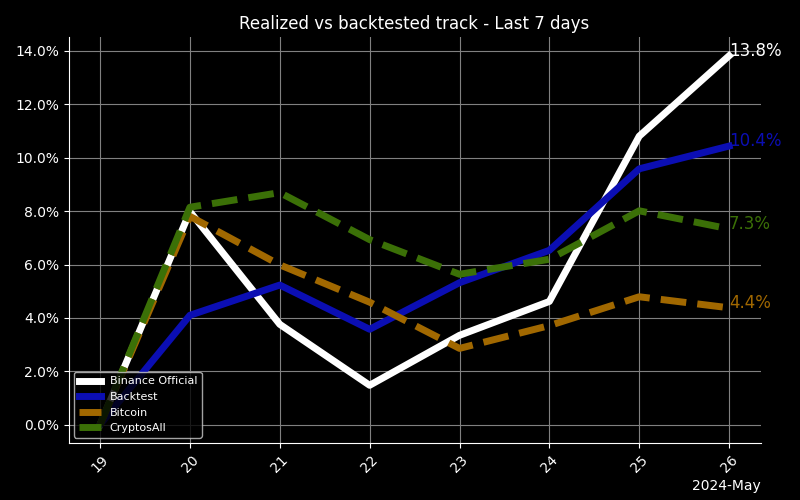 Realized vs backtested track - Last 7 days
14.0%
12.0%
10.0%
8.0%
6.0%
4.0%
2.0%
0.0%
13.8%
10.4%
7.3%
4.4%
Binance Official
Backtest
Bitcoin
CryptosAll
19 20 21 22 23 24 25 26
2024-May